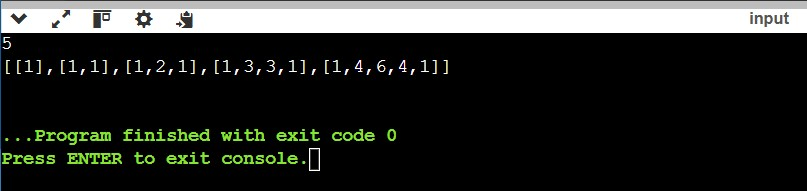 input
5
[[1],[1,1],[1,2,1],[1,3,3,1],[1,4,6,4,1]]
...Program finished with exit code 0
Press ENTER to exit console.